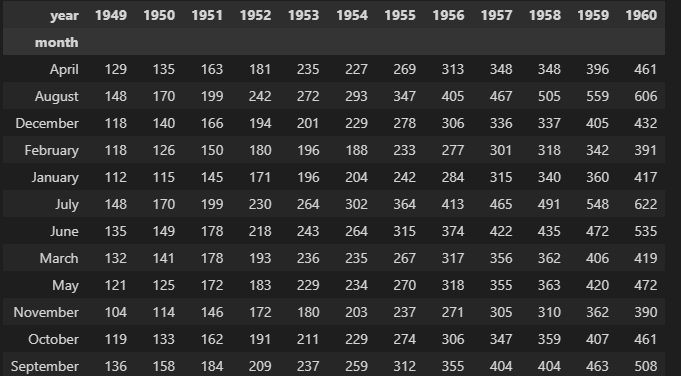 year 1949 1950 1951 1952 1953 1954 1955 1956 1957 1958 1959 1960
month
April 129 135 163 181 235 227 269 313 348 348 396 461
August 148 170 199 242 272 293 347 405 467 505 559 606
December 118 140 166 194 201 229 278 306 336 337 405 432
February 118 126 150 180 196 188 233 277 301 318 342 391
January 112 115 145 171 196 204 242 284 315 340 360 417
July 148 170 199 230 264 302 364 413 465 491 548 622
June 135 149 178 218 243 264 315 374 422 435 472 535
March 132 141 178 193 236 235 267 317 356 362 406 419
May 121 125 172 183 229 234 270 318 355 363 420 472
November 104 114 146 172 180 203 237 271 305 310 362 390
October 119 133 162 191 211 229 274 306 347 359 407 461
September 136 158 184 209 237 259 312 355 404 404 463 508